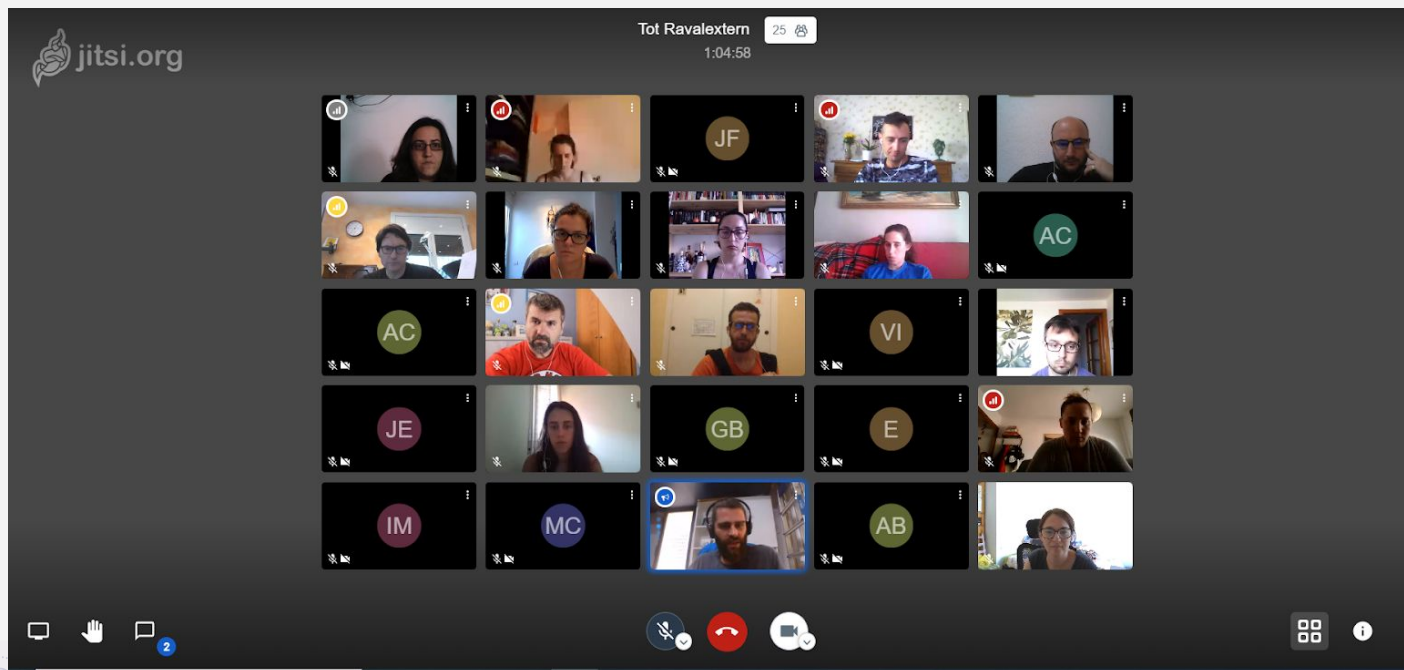 jitsi.org
Tot Ravalextern 25
1:04:58
JF
AC
AC
VI
JE
GB
E
IM
MC
AB
2